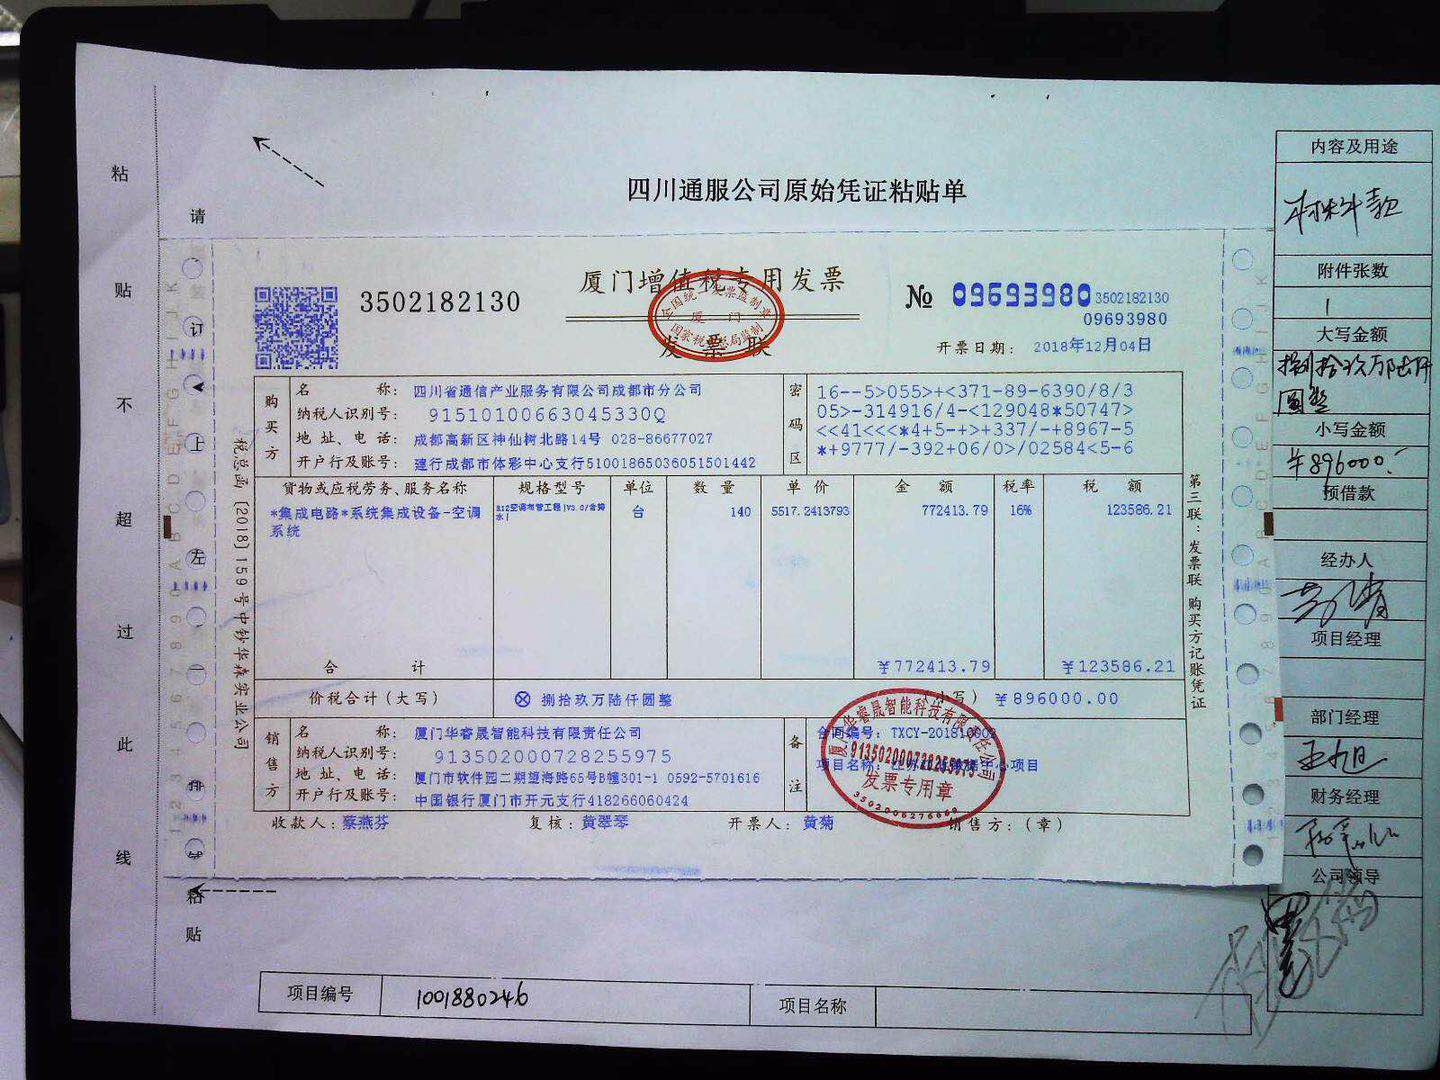 四川通服公司原始凭证粘贴单
粘贴不超过此线
请订上左
粘贴
厦门增值税专用发票
发票联
全国统一发票监制章
厦门
国家税务总局监制
3502182130
№ 09693980
3502182130
09693980
开票日期: 2018年12月04日
税总函〔2018〕159号中钞华森实业公司
购买方
名称: 四川省通信产业服务有限公司成都市分公司
纳税人识别号: 91510100663045330Q
地址、电话: 成都高新区神仙树北路14号 028-86677027
开户行及账号: 建行成都市体彩中心支行51001865036051501442
密码区
16--5>055>+<371-89-6390/8/3
05>-314916/4-<129048*50747>
<<41<<<*4+5-+>+337/-+8967-5
*+9777/-392+06/0>/02584<5-6
货物或应税劳务、服务名称 规格型号 单位 数量 单价 金额 税率 税额
*集成电路*系统集成设备-空调系统 台 140 5517.2413793 772413.79 16% 123586.21
合计 ¥772413.79 ¥123586.21
价税合计(大写) ⊗ 捌拾玖万陆仟圆整 (小写) ¥896000.00
第三联:发票联 购买方记账凭证
销售方
名称: 厦门华睿晟智能科技有限责任公司
纳税人识别号: 913502000728255975
地址、电话: 厦门市软件园二期望海路65号B幢301-1 0592-5701616
开户行及账号: 中国银行厦门市开元支行418266060424
备注
合同编号: TXCY-201810002
项目名称:
中心项目
厦门华睿晟智能科技有限责任公司
913502000728255975
发票专用章
收款人: 蔡燕芬 复核: 黄翠琴 开票人: 黄菊 销售方:(章)
内容及用途
材料款
附件张数
1
大写金额
捌拾玖万陆仟
圆整
小写金额
¥896000.-
预借款
经办人
项目经理
部门经理
王旭
财务经理
公司领导
项目编号 1001880246 项目名称